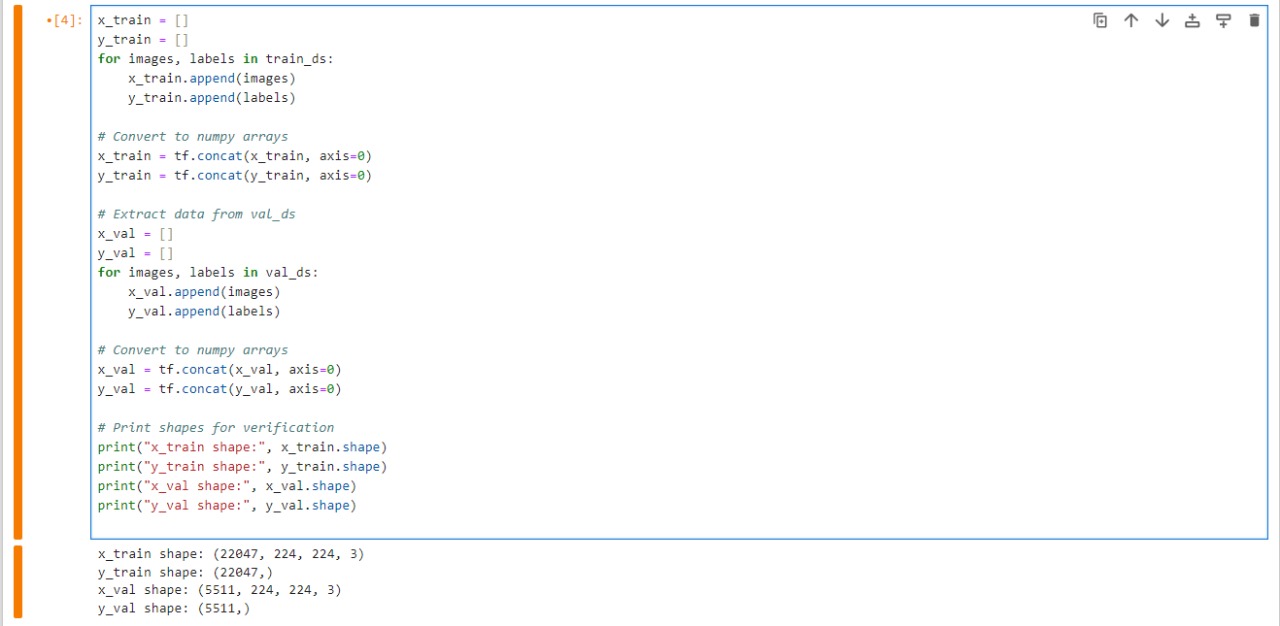 •[4]:
x_train = []
y_train = []
for images, labels in train_ds:
    x_train.append(images)
    y_train.append(labels)

# Convert to numpy arrays
x_train = tf.concat(x_train, axis=0)
y_train = tf.concat(y_train, axis=0)

# Extract data from val_ds
x_val = []
y_val = []
for images, labels in val_ds:
    x_val.append(images)
    y_val.append(labels)

# Convert to numpy arrays
x_val = tf.concat(x_val, axis=0)
y_val = tf.concat(y_val, axis=0)

# Print shapes for verification
print("x_train shape:", x_train.shape)
print("y_train shape:", y_train.shape)
print("x_val shape:", x_val.shape)
print("y_val shape:", y_val.shape)

x_train shape: (22047, 224, 224, 3)
y_train shape: (22047,)
x_val shape: (5511, 224, 224, 3)
y_val shape: (5511,)